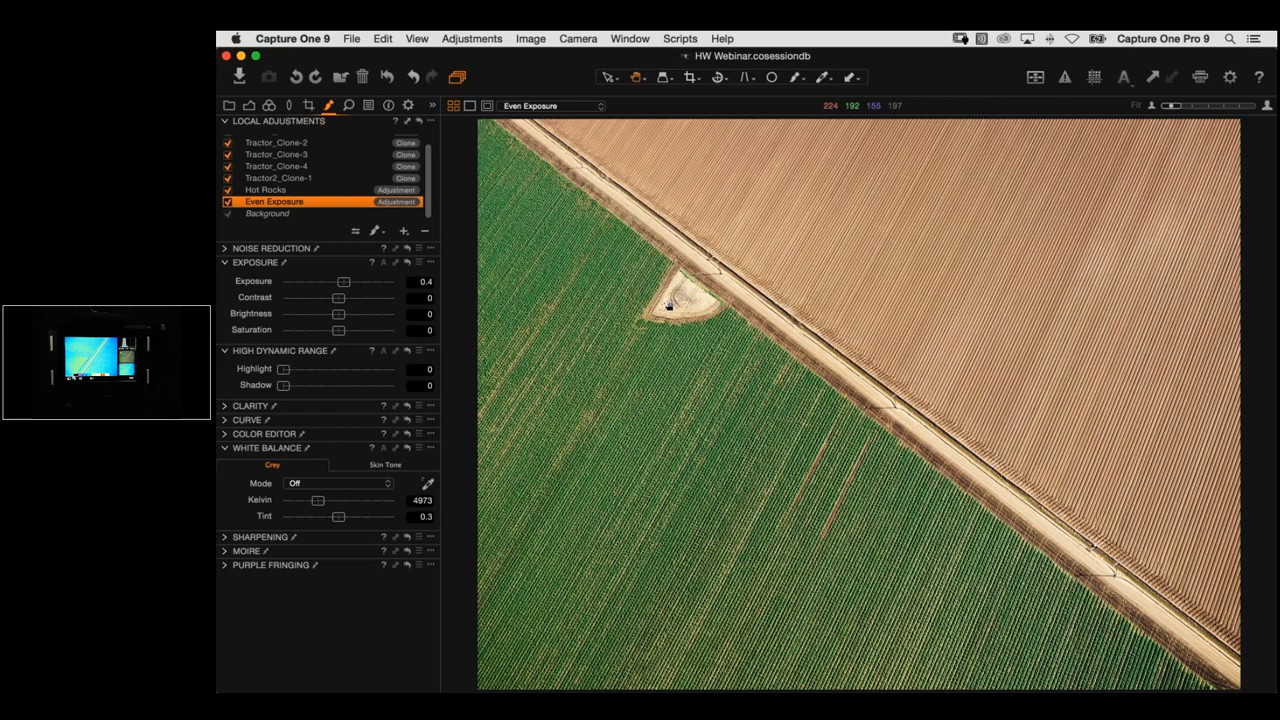 Capture One 9 File Edit View Adjustments Image Camera Window Scripts Help Capture One Pro 9
HW Webinar.cosessiondb
Even Exposure 224 192 155 197 Fit
LOCAL ADJUSTMENTS ?
Tractor_Clone-2 Clone
Tractor_Clone-3 Clone
Tractor_Clone-4 Clone
Tractor2_Clone-1 Clone
Hot Rocks Adjustment
Even Exposure Adjustment
Background
NOISE REDUCTION ?
EXPOSURE ? A
Exposure 0.4
Contrast 0
Brightness 0
Saturation 0
HIGH DYNAMIC RANGE ? A
Highlight 0
Shadow 0
CLARITY ?
CURVE ?
COLOR EDITOR ?
WHITE BALANCE ? A
Grey Skin Tone
Mode Off
Kelvin 4973
Tint 0.3
SHARPENING ?
MOIRE ?
PURPLE FRINGING ?